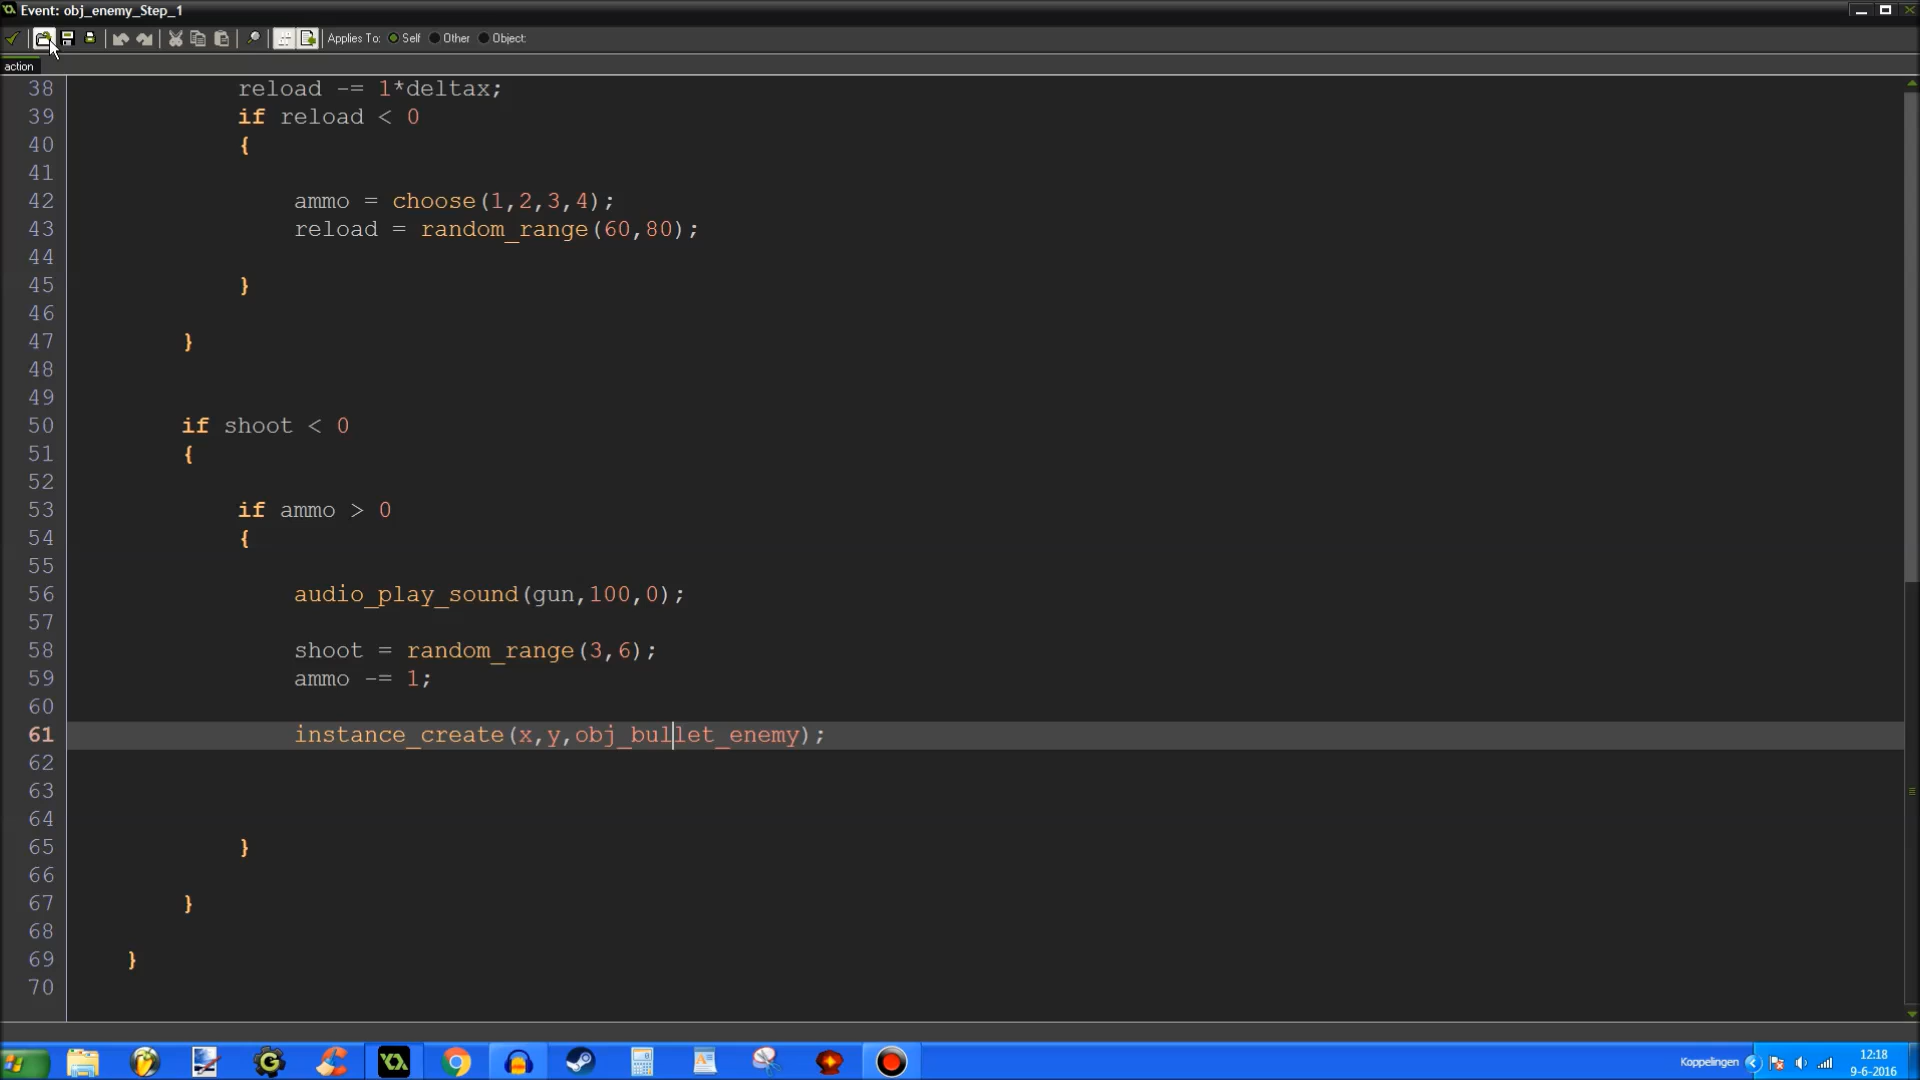 Event: obj_enemy_Step_1
Applies To: Self Other Object:
action
38 reload -= 1*deltax;
39 if reload < 0
40 {
41
42 ammo = choose(1,2,3,4);
43 reload = random_range(60,80);
44
45 }
46
47 }
48
49
50 if shoot < 0
51 {
52
53 if ammo > 0
54 {
55
56 audio_play_sound(gun,100,0);
57
58 shoot = random_range(3,6);
59 ammo -= 1;
60
61 instance_create(x,y,obj_bullet_enemy);
62
63
64
65 }
66
67 }
68
69 }
70
Koppelingen
12:18
9-6-2016